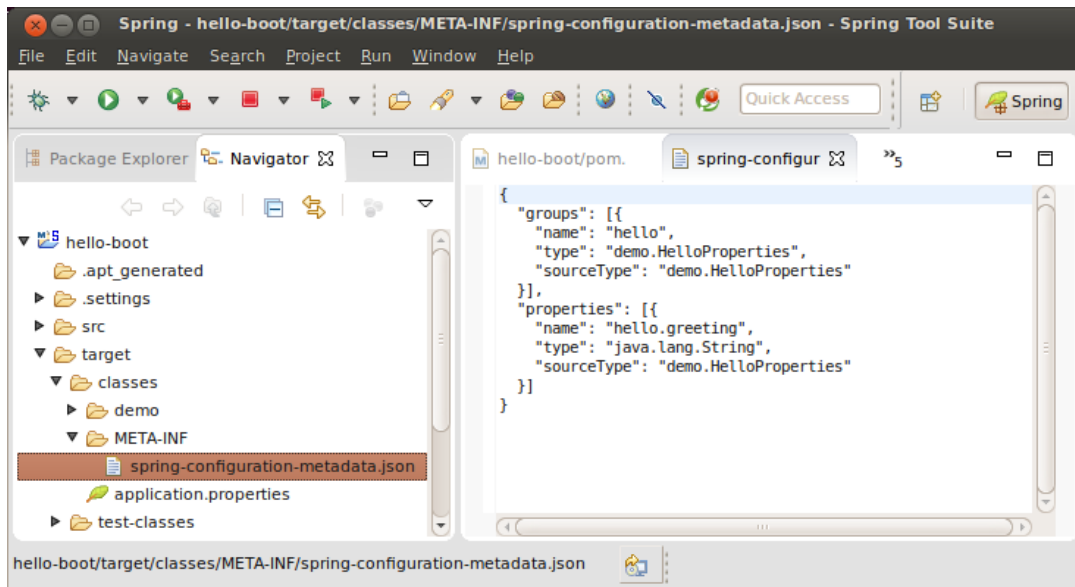 Spring - hello-boot/target/classes/META-INF/spring-configuration-metadata.json - Spring Tool Suite
File Edit Navigate Search Project Run Window Help
Quick Access
Spring
Package Explorer
Navigator
hello-boot/pom.
spring-configur
»5
hello-boot
.apt_generated
.settings
src
target
classes
demo
META-INF
spring-configuration-metadata.json
application.properties
test-classes
{
"groups": [{
"name": "hello",
"type": "demo.HelloProperties",
"sourceType": "demo.HelloProperties"
}],
"properties": [{
"name": "hello.greeting",
"type": "java.lang.String",
"sourceType": "demo.HelloProperties"
}]
}
hello-boot/target/classes/META-INF/spring-configuration-metadata.json